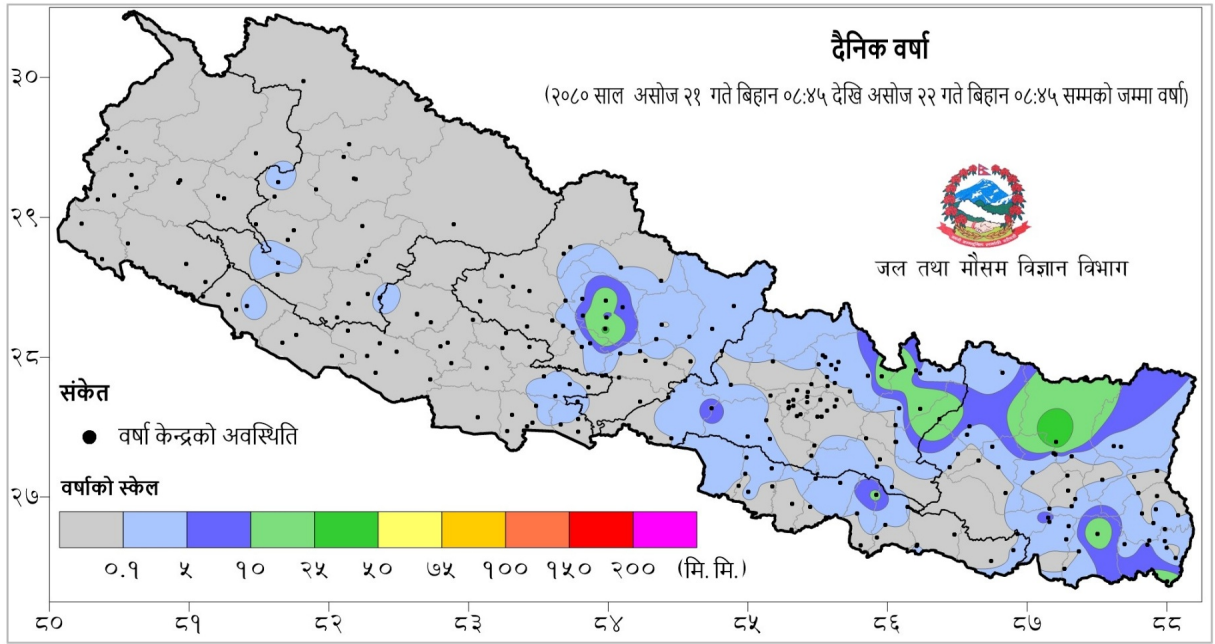 दैनिक वर्षा
(२०८० साल असोज २१ गते बिहान ०८:४५ देखि असोज २२ गते बिहान ०८:४५ सम्मको जम्मा वर्षा)
जल तथा मौसम विज्ञान विभाग
३०
२९
२८
२७
संकेत
वर्षा केन्द्रको अवस्थिति
वर्षाको स्केल
०.१ ५ १० २५ ५० ७५ १०० १५० २०० (मि.मि.)
८० ८१ ८२ ८३ ८४ ८५ ८६ ८७ ८८